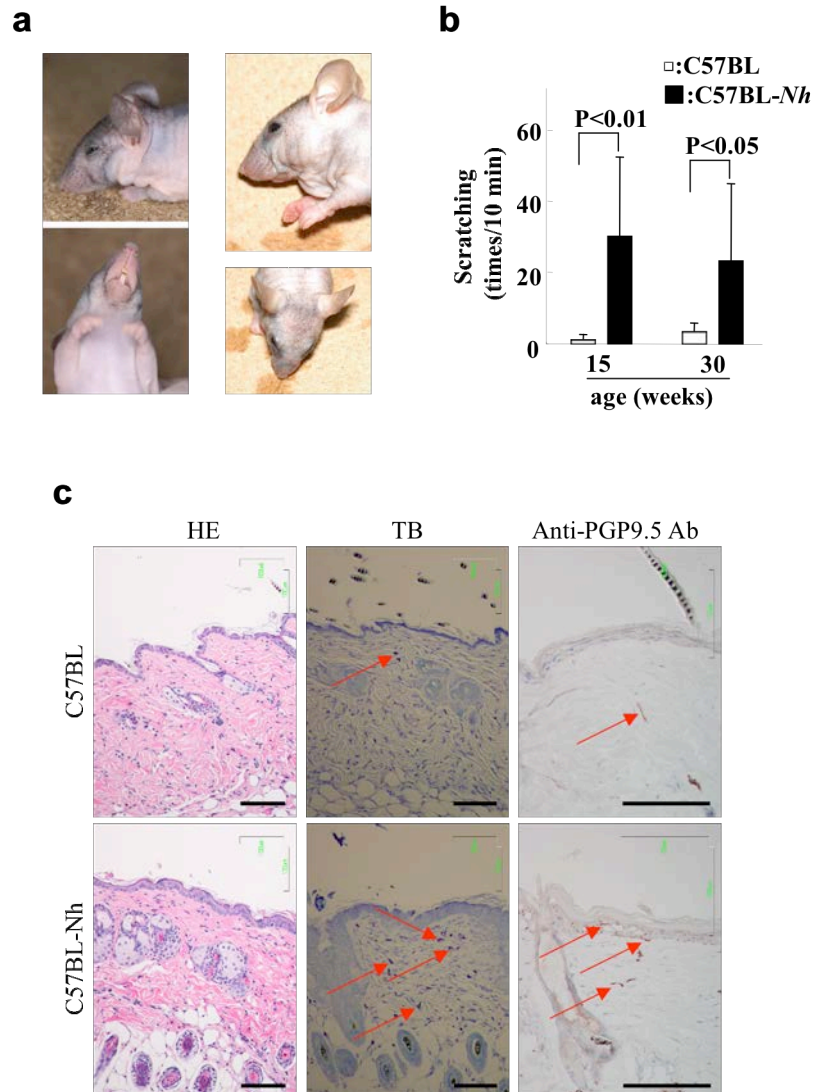 a
b
□:C57BL
■:C57BL-Nh
P<0.01
P<0.05
Scratching
(times/10 min)
60
40
20
0
15
30
age (weeks)
c
HE
TB
Anti-PGP9.5 Ab
C57BL
C57BL-Nh